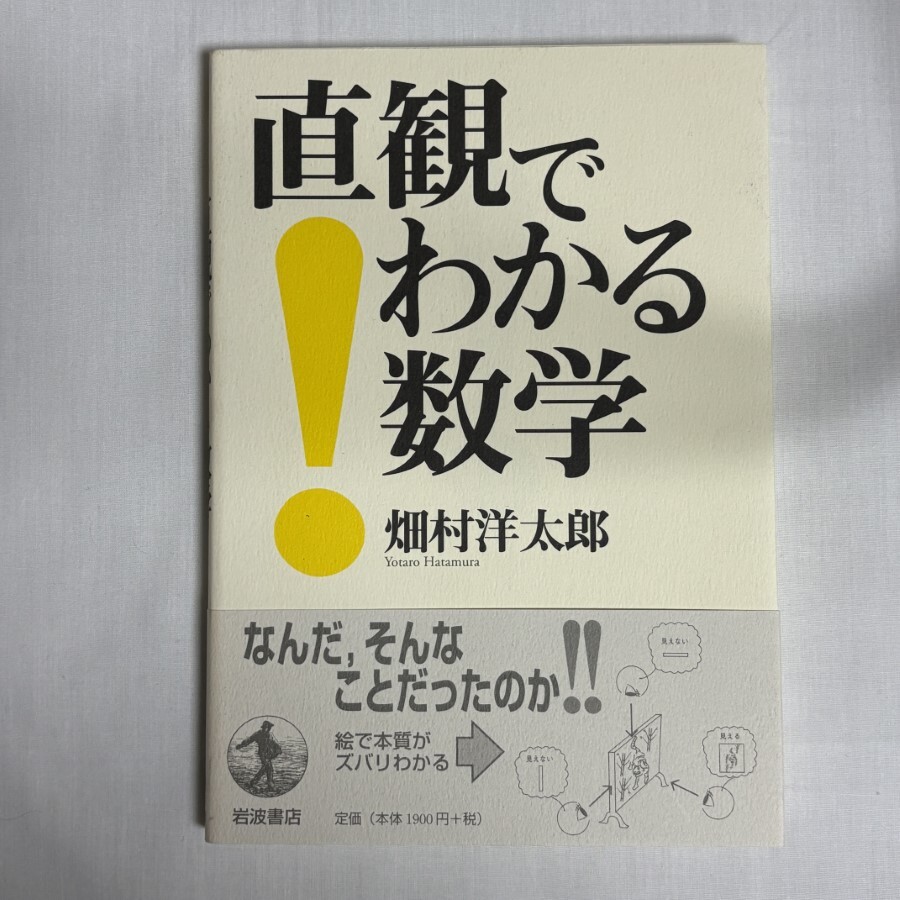 直観で
わかる
数学
!
畑村洋太郎
Yotaro Hatamura
なんだ,そんな
ことだったのか!!
絵で本質が
ズバリわかる
見えない
見えない
見える
岩波書店
定価(本体1900円+税)